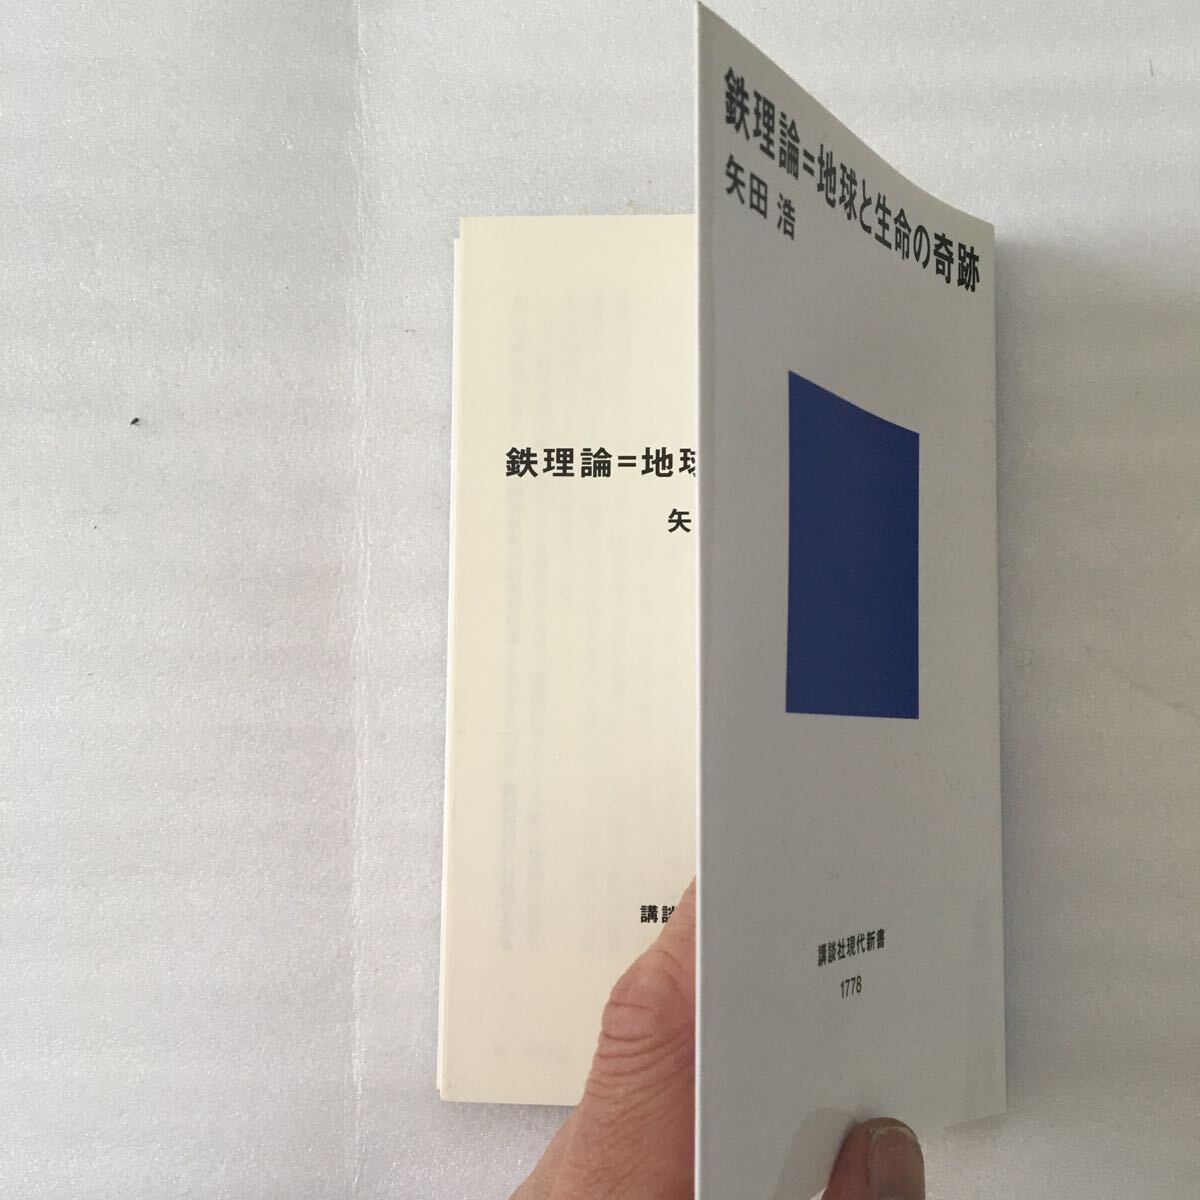 鉄理論=地球と生命の奇跡
矢田 浩
講談社現代新書
1778
鉄理論=地球
矢
講談